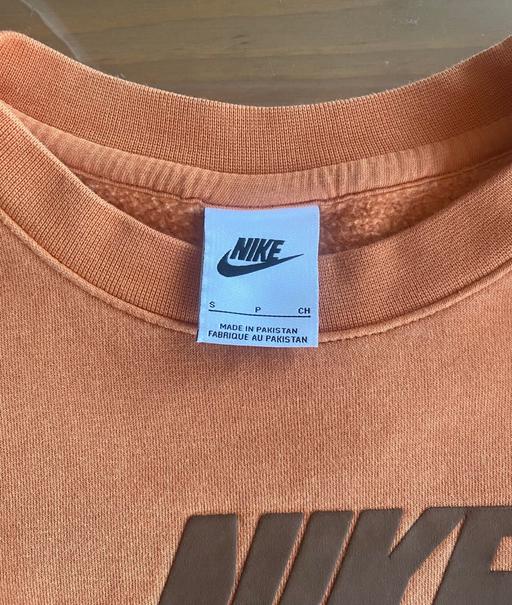 NIKE
S P CH
MADE IN PAKISTAN
FABRIQUE AU PAKISTAN
NIKE